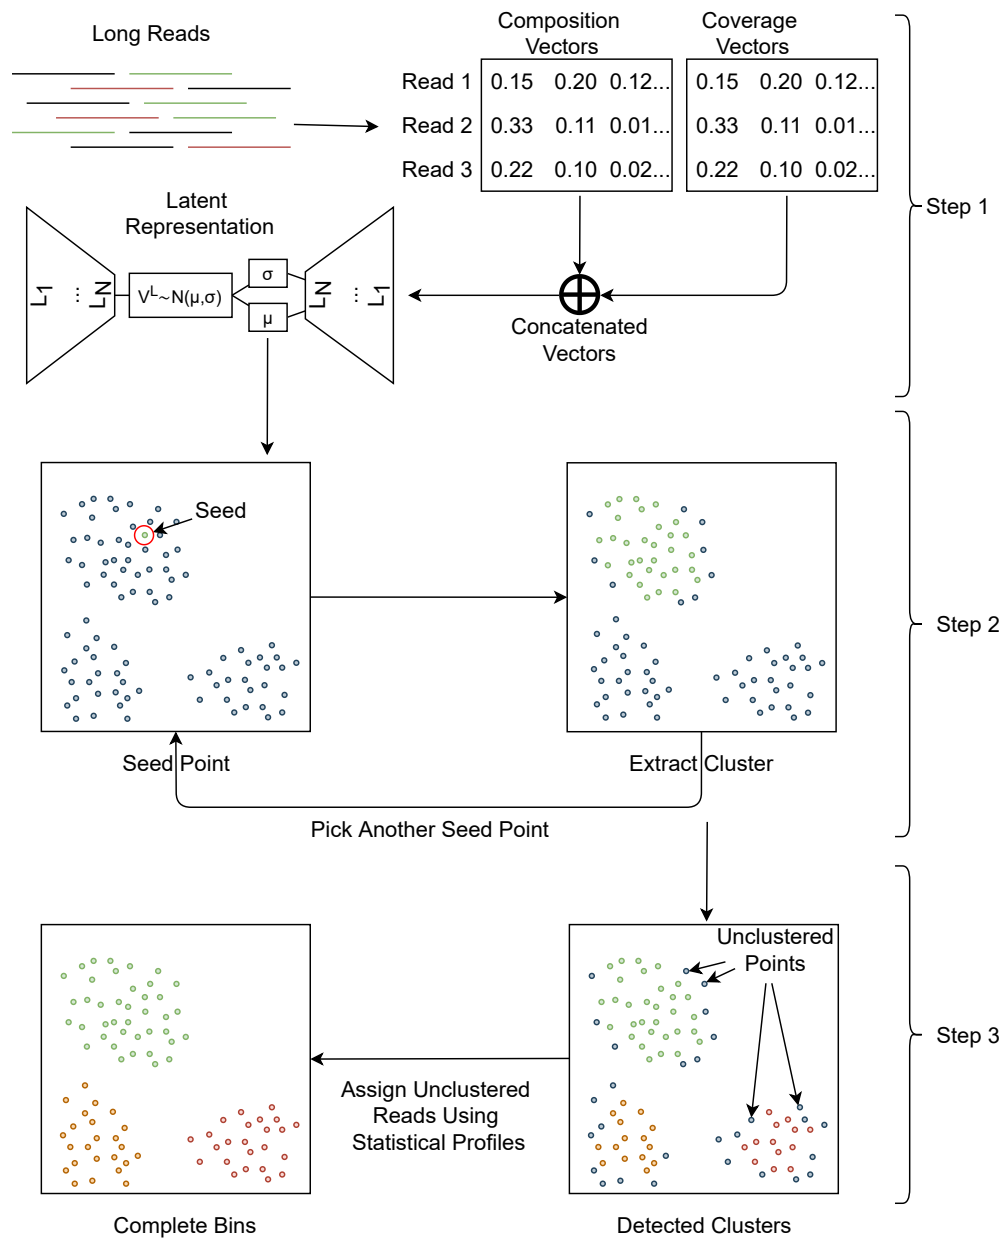 Long Reads
Composition
Vectors
Coverage
Vectors
Read 1 0.15 0.20 0.12... 0.15 0.20 0.12...
Read 2 0.33 0.11 0.01... 0.33 0.11 0.01...
Read 3 0.22 0.10 0.02... 0.22 0.10 0.02...
Step 1
Latent
Representation
L1 ... LN
V^L~N(μ,σ)
σ
μ
LN ... L1
Concatenated
Vectors
Seed
Step 2
Seed Point
Extract Cluster
Pick Another Seed Point
Unclustered
Points
Step 3
Assign Unclustered
Reads Using
Statistical Profiles
Complete Bins
Detected Clusters